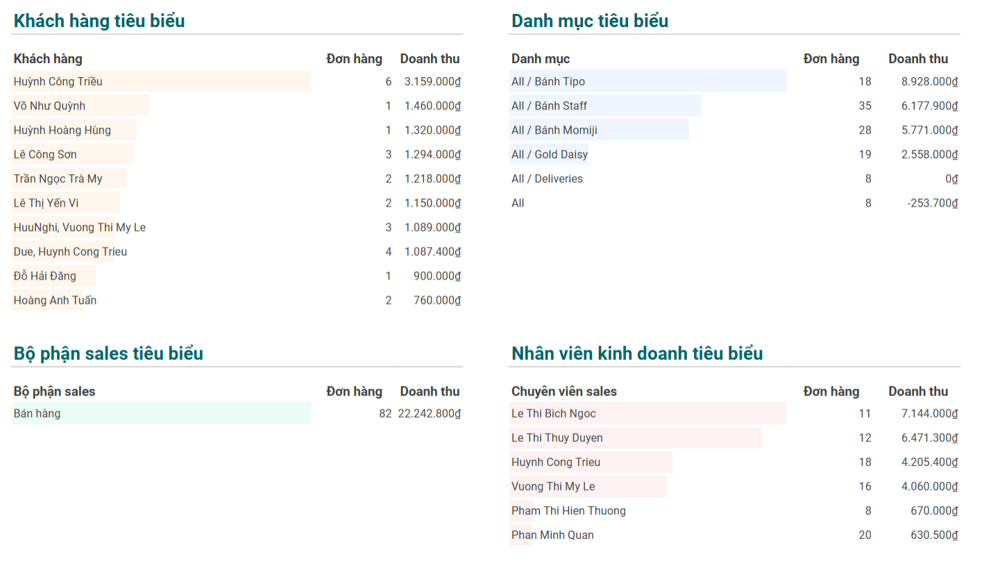 Khách hàng tiêu biểu
Khách hàng Đơn hàng Doanh thu
Huỳnh Công Triều 6 3.159.000₫
Võ Như Quỳnh 1 1.460.000₫
Huỳnh Hoàng Hùng 1 1.320.000₫
Lê Công Sơn 3 1.294.000₫
Trần Ngọc Trà My 2 1.218.000₫
Lê Thị Yến Vi 2 1.150.000₫
HuuNghi, Vuong Thi My Le 3 1.089.000₫
Due, Huynh Cong Trieu 4 1.087.400₫
Đỗ Hải Đăng 1 900.000₫
Hoàng Anh Tuấn 2 760.000₫
Danh mục tiêu biểu
Danh mục Đơn hàng Doanh thu
All / Bánh Tipo 18 8.928.000₫
All / Bánh Staff 35 6.177.900₫
All / Bánh Momiji 28 5.771.000₫
All / Gold Daisy 19 2.558.000₫
All / Deliveries 8 0₫
All 8 -253.700₫
Bộ phận sales tiêu biểu
Bộ phận sales Đơn hàng Doanh thu
Bán hàng 82 22.242.800₫
Nhân viên kinh doanh tiêu biểu
Chuyên viên sales Đơn hàng Doanh thu
Le Thi Bich Ngoc 11 7.144.000₫
Le Thi Thuy Duyen 12 6.471.300₫
Huynh Cong Trieu 18 4.205.400₫
Vuong Thi My Le 16 4.060.000₫
Pham Thi Hien Thuong 8 670.000₫
Phan Minh Quan 20 630.500₫